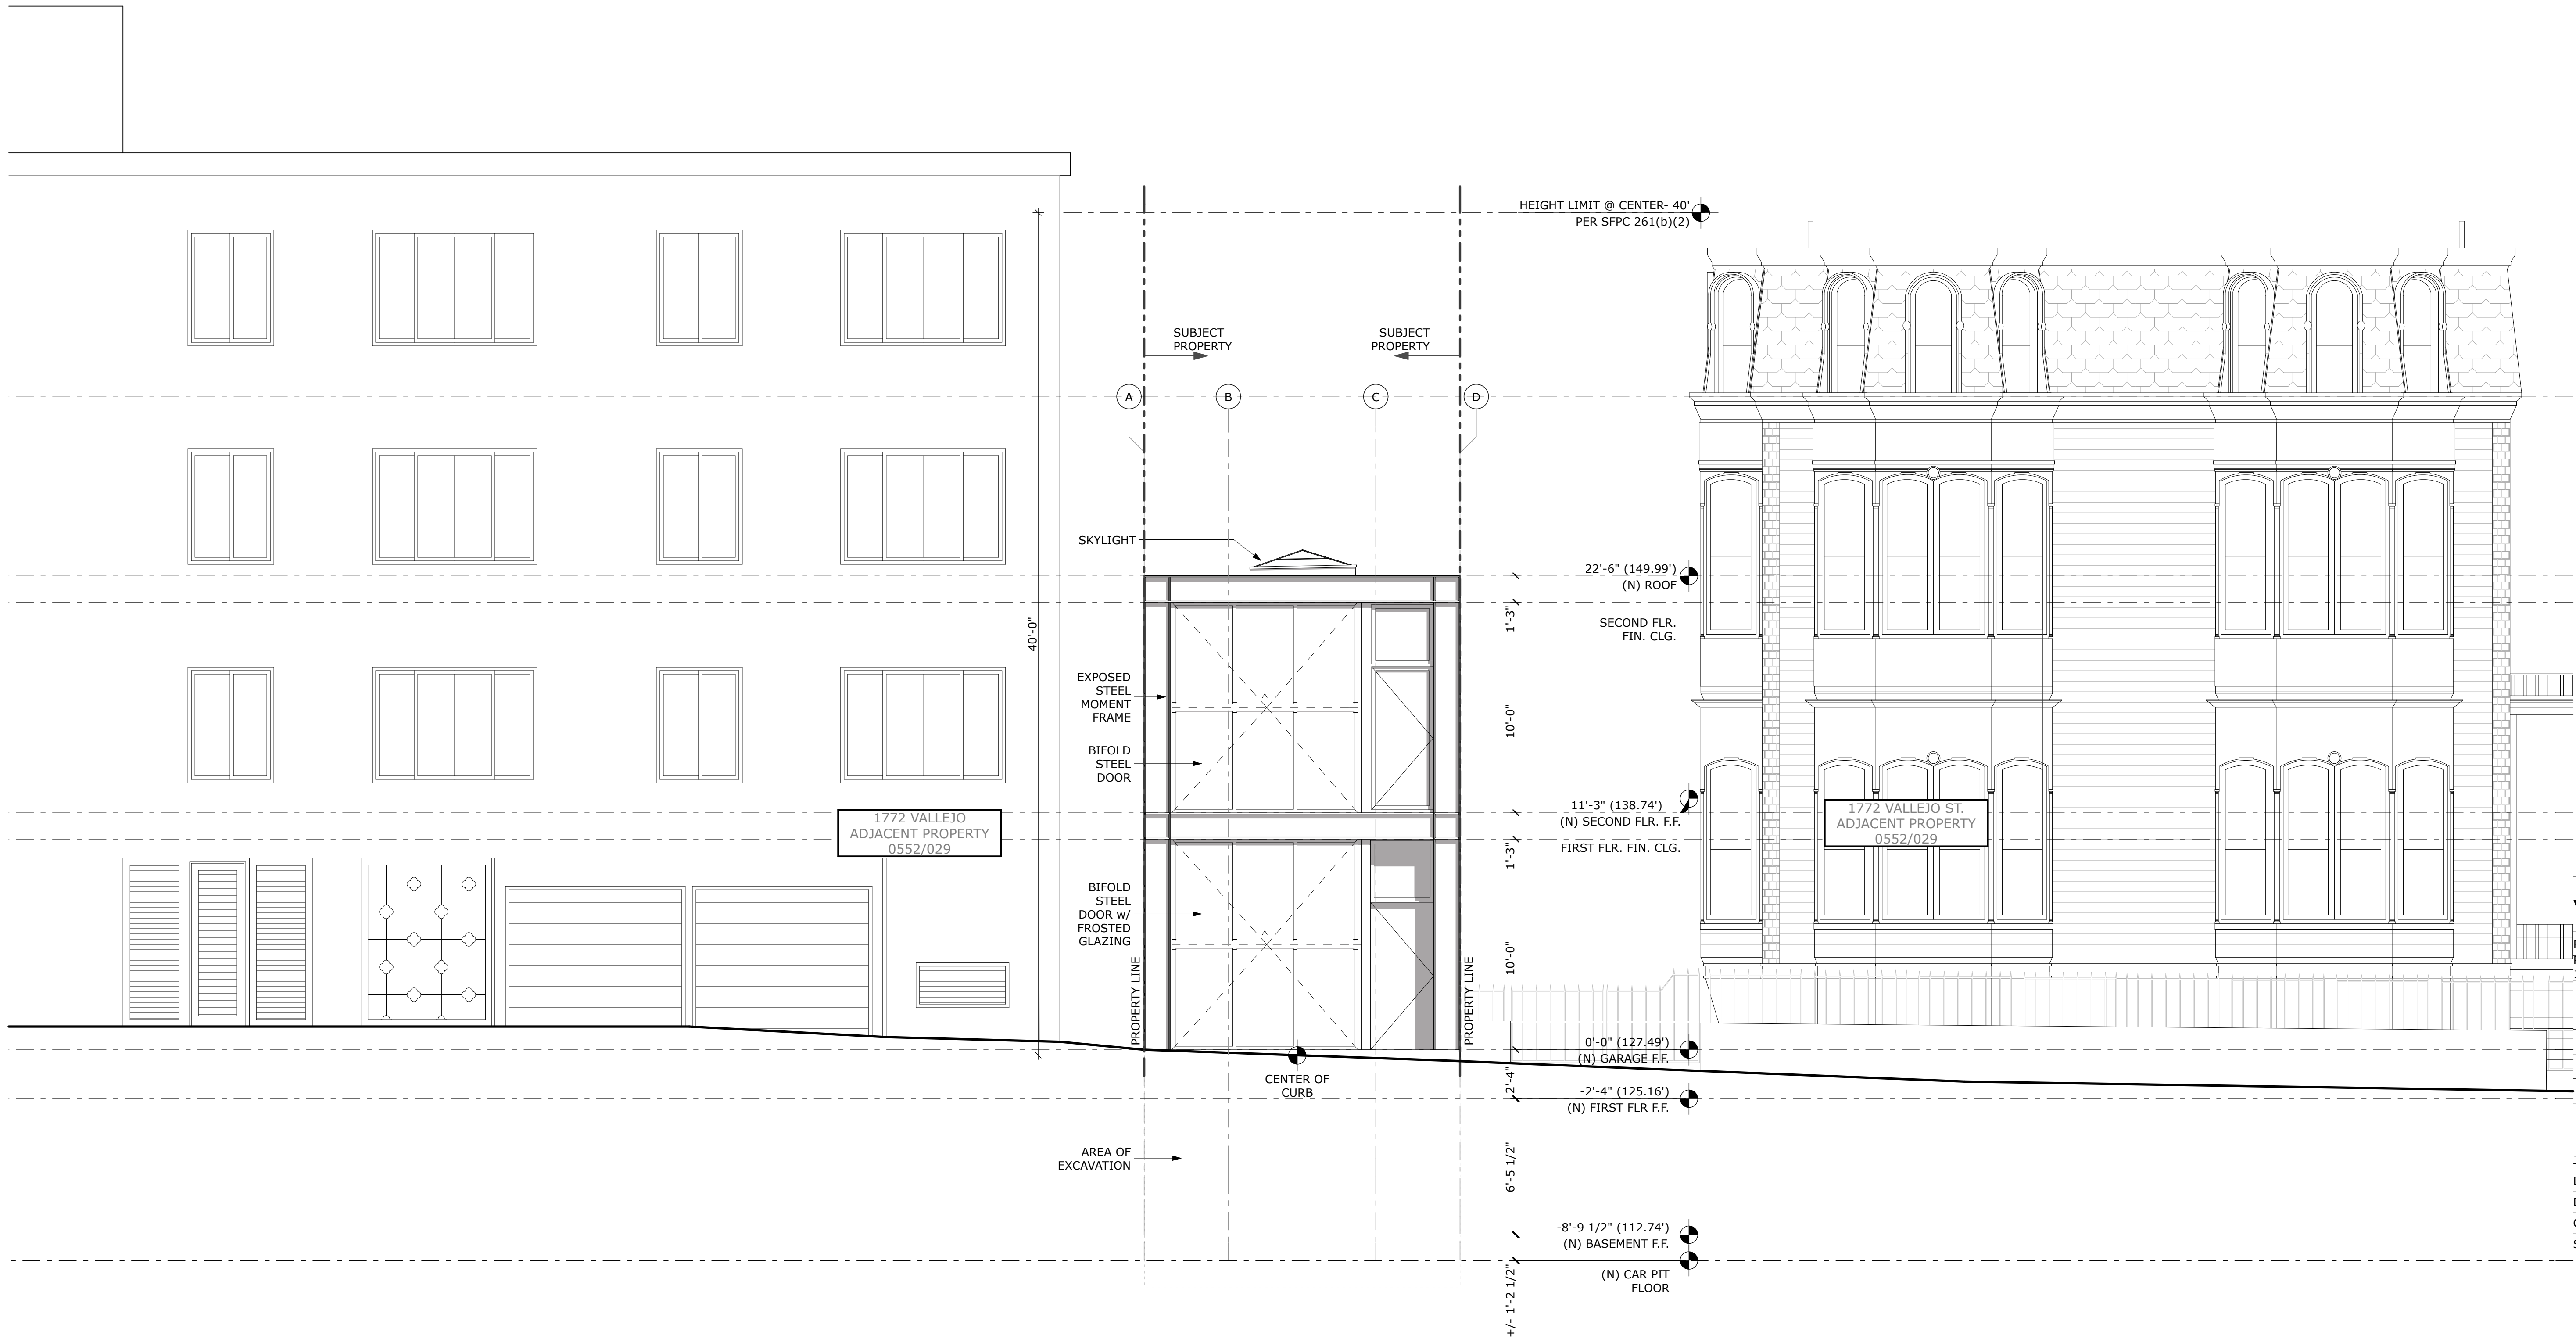 HEIGHT LIMIT @ CENTER- 40'
PER SFPC 261(b)(2)
SUBJECT
PROPERTY
SUBJECT
PROPERTY
A
B
C
D
SKYLIGHT
22'-6" (149.99')
(N) ROOF
1'-3"
SECOND FLR.
FIN. CLG.
40'-0"
EXPOSED
STEEL
MOMENT
FRAME
10'-0"
BIFOLD
STEEL
DOOR
11'-3" (138.74')
(N) SECOND FLR. F.F.
1772 VALLEJO
ADJACENT PROPERTY
0552/029
1772 VALLEJO ST.
ADJACENT PROPERTY
0552/029
1'-3"
FIRST FLR. FIN. CLG.
BIFOLD
STEEL
DOOR w/
FROSTED
GLAZING
10'-0"
PROPERTY LINE
PROPERTY LINE
0'-0" (127.49')
(N) GARAGE F.F.
CENTER OF
CURB
2'-4"
-2'-4" (125.16')
(N) FIRST FLR F.F.
AREA OF
EXCAVATION
6'-5 1/2"
-8'-9 1/2" (112.74')
(N) BASEMENT F.F.
(N) CAR PIT
FLOOR
+/- 1'-2 1/2"